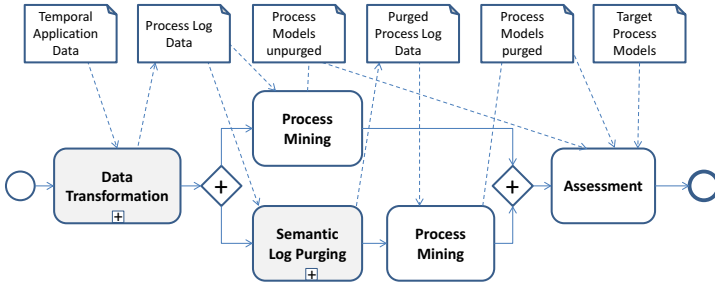 Temporal
Application
Data
Process Log
Data
Process
Models
unpurged
Purged
Process Log
Data
Process
Models
purged
Target
Process
Models
Process
Mining
Data
Transformation
+
+
Semantic
Log Purging
+
Process
Mining
+
Assessment